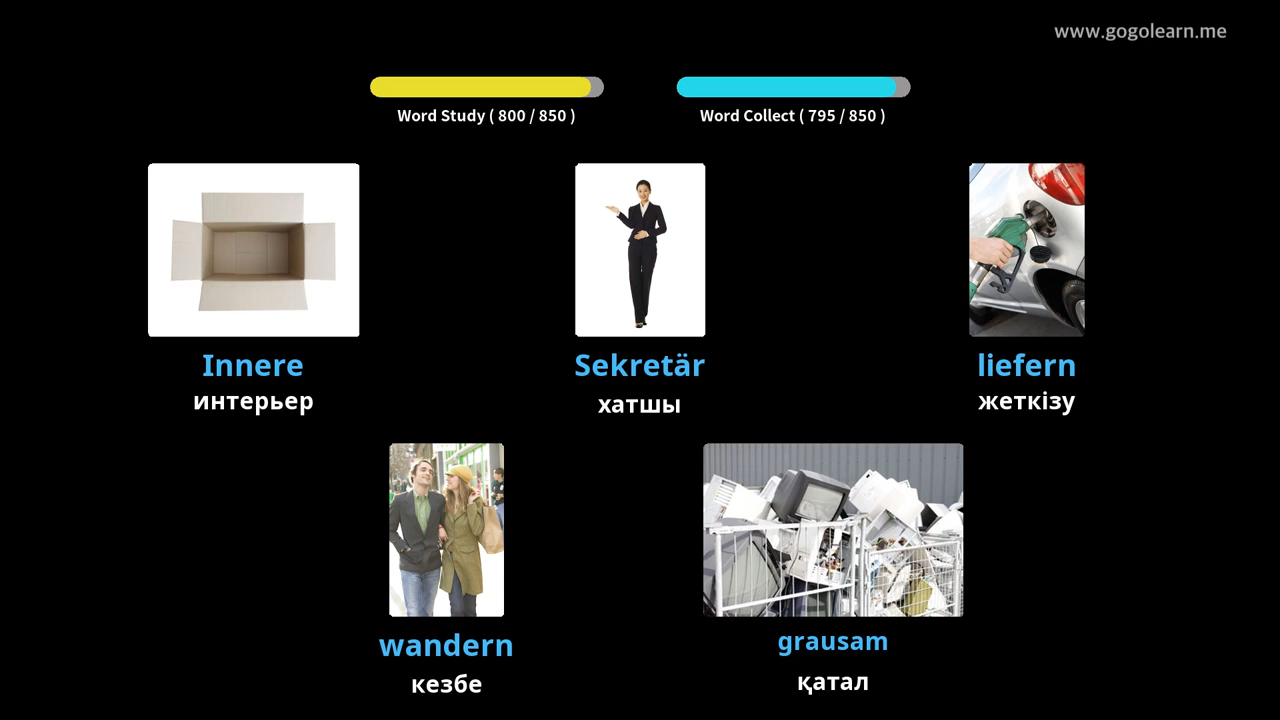 www.gogolearn.me
Word Study ( 800 / 850 )
Word Collect ( 795 / 850 )
Innere
интерьер
Sekretär
хатшы
liefern
жеткізу
wandern
кезбе
grausam
қатал